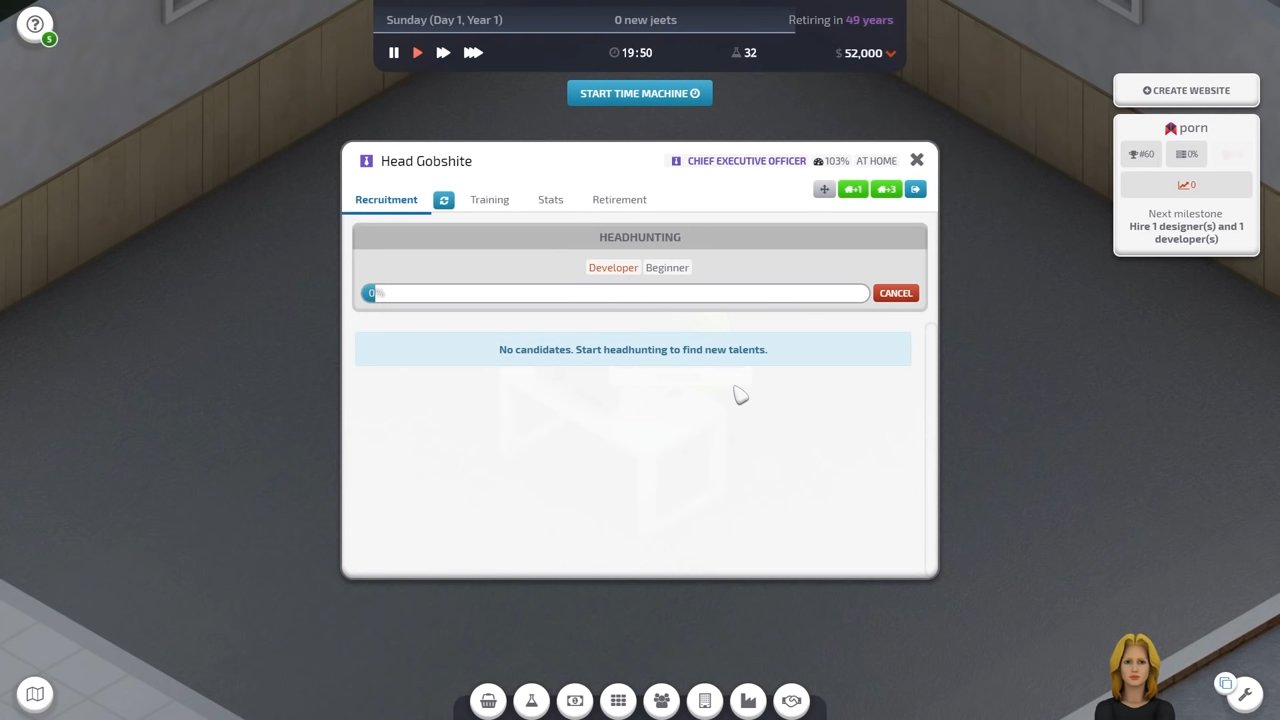 Sunday (Day 1, Year 1)
0 new jeets
Retiring in 49 years
19:50
32
$ 52,000
START TIME MACHINE
?
5
CREATE WEBSITE
porn
#60
0%
0
Next milestone
Hire 1 designer(s) and 1
developer(s)
Head Gobshite
CHIEF EXECUTIVE OFFICER
103%
AT HOME
Recruitment
Training
Stats
Retirement
+1
+3
HEADHUNTING
Developer
Beginner
0%
CANCEL
No candidates. Start headhunting to find new talents.